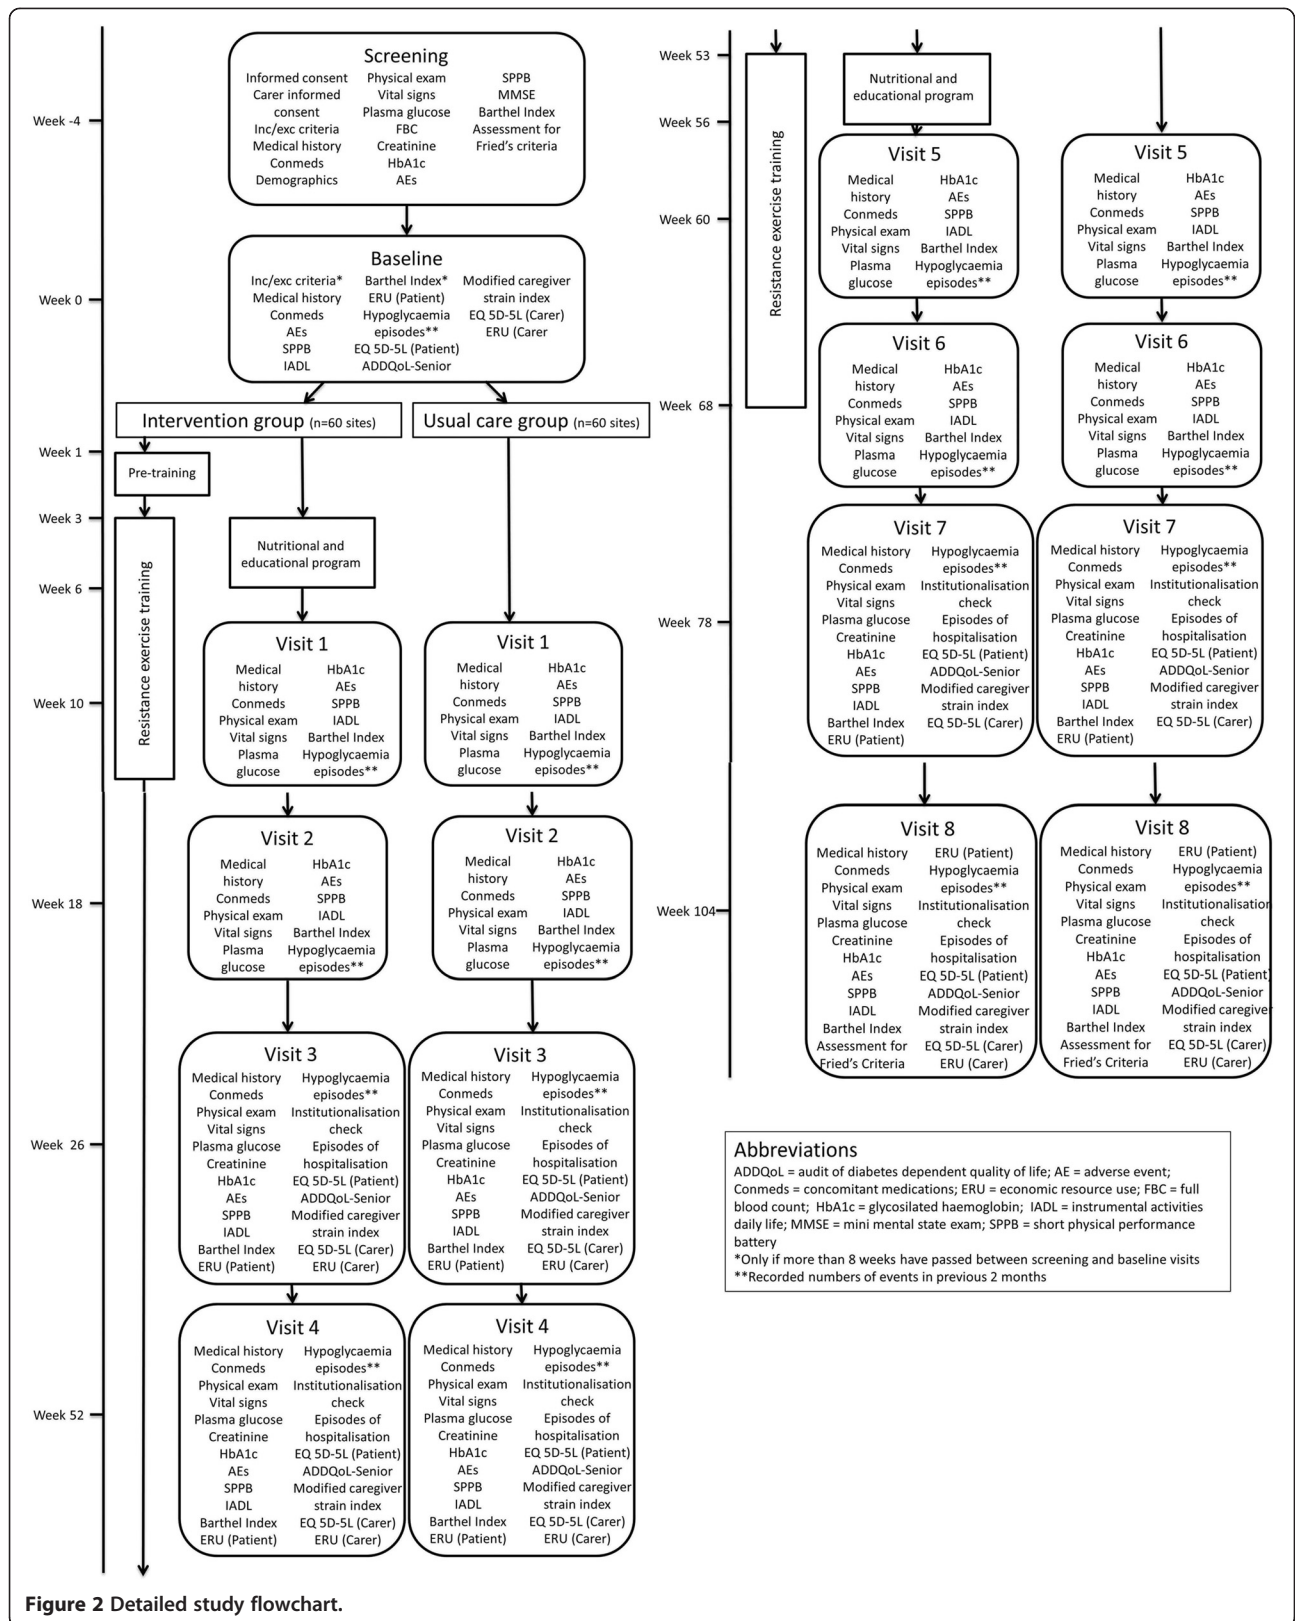 Week -4
Week 0
Week 1
Week 3
Week 6
Week 10
Week 18
Week 26
Week 52
Screening
Informed consent
Carer informed
consent
Inc/exc criteria
Medical history
Conmeds
Demographics
Physical exam
Vital signs
Plasma glucose
FBC
Creatinine
HbA1c
AEs
SPPB
MMSE
Barthel Index
Assessment for
Fried's criteria
Baseline
Inc/exc criteria*
Medical history
Conmeds
AEs
SPPB
IADL
Barthel Index*
ERU (Patient)
Hypoglycaemia
episodes**
EQ 5D-5L (Patient)
ADDQoL-Senior
Modified caregiver
strain index
EQ 5D-5L (Carer)
ERU (Carer
Intervention group (n=60 sites)
Usual care group (n=60 sites)
Pre-training
Resistance exercise training
Nutritional and
educational program
Visit 1
Medical
history
Conmeds
Physical exam
Vital signs
Plasma
glucose
HbA1c
AEs
SPPB
IADL
Barthel Index
Hypoglycaemia
episodes**
Visit 1
Medical
history
Conmeds
Physical exam
Vital signs
Plasma
glucose
HbA1c
AEs
SPPB
IADL
Barthel Index
Hypoglycaemia
episodes**
Visit 2
Medical
history
Conmeds
Physical exam
Vital signs
Plasma
glucose
HbA1c
AEs
SPPB
IADL
Barthel Index
Hypoglycaemia
episodes**
Visit 2
Medical
history
Conmeds
Physical exam
Vital signs
Plasma
glucose
HbA1c
AEs
SPPB
IADL
Barthel Index
Hypoglycaemia
episodes**
Visit 3
Medical history
Conmeds
Physical exam
Vital signs
Plasma glucose
Creatinine
HbA1c
AEs
SPPB
IADL
Barthel Index
ERU (Patient)
Hypoglycaemia
episodes**
Institutionalisation
check
Episodes of
hospitalisation
EQ 5D-5L (Patient)
ADDQoL-Senior
Modified caregiver
strain index
EQ 5D-5L (Carer)
ERU (Carer)
Visit 3
Medical history
Conmeds
Physical exam
Vital signs
Plasma glucose
Creatinine
HbA1c
AEs
SPPB
IADL
Barthel Index
ERU (Patient)
Hypoglycaemia
episodes**
Institutionalisation
check
Episodes of
hospitalisation
EQ 5D-5L (Patient)
ADDQoL-Senior
Modified caregiver
strain index
EQ 5D-5L (Carer)
ERU (Carer)
Visit 4
Medical history
Conmeds
Physical exam
Vital signs
Plasma glucose
Creatinine
HbA1c
AEs
SPPB
IADL
Barthel Index
ERU (Patient)
Hypoglycaemia
episodes**
Institutionalisation
check
Episodes of
hospitalisation
EQ 5D-5L (Patient)
ADDQoL-Senior
Modified caregiver
strain index
EQ 5D-5L (Carer)
ERU (Carer)
Visit 4
Medical history
Conmeds
Physical exam
Vital signs
Plasma glucose
Creatinine
HbA1c
AEs
SPPB
IADL
Barthel Index
ERU (Patient)
Hypoglycaemia
episodes**
Institutionalisation
check
Episodes of
hospitalisation
EQ 5D-5L (Patient)
ADDQoL-Senior
Modified caregiver
strain index
EQ 5D-5L (Carer)
ERU (Carer)
Week 53
Week 56
Week 60
Week 68
Week 78
Week 104
Resistance exercise training
Nutritional and
educational program
Visit 5
Medical
history
Conmeds
Physical exam
Vital signs
Plasma
glucose
HbA1c
AEs
SPPB
IADL
Barthel Index
Hypoglycaemia
episodes**
Visit 5
Medical
history
Conmeds
Physical exam
Vital signs
Plasma
glucose
HbA1c
AEs
SPPB
IADL
Barthel Index
Hypoglycaemia
episodes**
Visit 6
Medical
history
Conmeds
Physical exam
Vital signs
Plasma
glucose
HbA1c
AEs
SPPB
IADL
Barthel Index
Hypoglycaemia
episodes**
Visit 6
Medical
history
Conmeds
Physical exam
Vital signs
Plasma
glucose
HbA1c
AEs
SPPB
IADL
Barthel Index
Hypoglycaemia
episodes**
Visit 7
Medical history
Conmeds
Physical exam
Vital signs
Plasma glucose
Creatinine
HbA1c
AEs
SPPB
IADL
Barthel Index
ERU (Patient)
Hypoglycaemia
episodes**
Institutionalisation
check
Episodes of
hospitalisation
EQ 5D-5L (Patient)
ADDQoL-Senior
Modified caregiver
strain index
EQ 5D-5L (Carer)
Visit 7
Medical history
Conmeds
Physical exam
Vital signs
Plasma glucose
Creatinine
HbA1c
AEs
SPPB
IADL
Barthel Index
ERU (Patient)
Hypoglycaemia
episodes**
Institutionalisation
check
Episodes of
hospitalisation
EQ 5D-5L (Patient)
ADDQoL-Senior
Modified caregiver
strain index
EQ 5D-5L (Carer)
Visit 8
Medical history
Conmeds
Physical exam
Vital signs
Plasma glucose
Creatinine
HbA1c
AEs
SPPB
IADL
Barthel Index
Assessment for
Fried's Criteria
ERU (Patient)
Hypoglycaemia
episodes**
Institutionalisation
check
Episodes of
hospitalisation
EQ 5D-5L (Patient)
ADDQoL-Senior
Modified caregiver
strain index
EQ 5D-5L (Carer)
ERU (Carer)
Visit 8
Medical history
Conmeds
Physical exam
Vital signs
Plasma glucose
Creatinine
HbA1c
AEs
SPPB
IADL
Barthel Index
Assessment for
Fried's Criteria
ERU (Patient)
Hypoglycaemia
episodes**
Institutionalisation
check
Episodes of
hospitalisation
EQ 5D-5L (Patient)
ADDQoL-Senior
Modified caregiver
strain index
EQ 5D-5L (Carer)
ERU (Carer)
Abbreviations
ADDQoL = audit of diabetes dependent quality of life; AE = adverse event;
Conmeds = concomitant medications; ERU = economic resource use; FBC = full
blood count; HbA1c = glycosilated haemoglobin; IADL = instrumental activities
daily life; MMSE = mini mental state exam; SPPB = short physical performance
battery
*Only if more than 8 weeks have passed between screening and baseline visits
**Recorded numbers of events in previous 2 months
Figure 2 Detailed study flowchart.